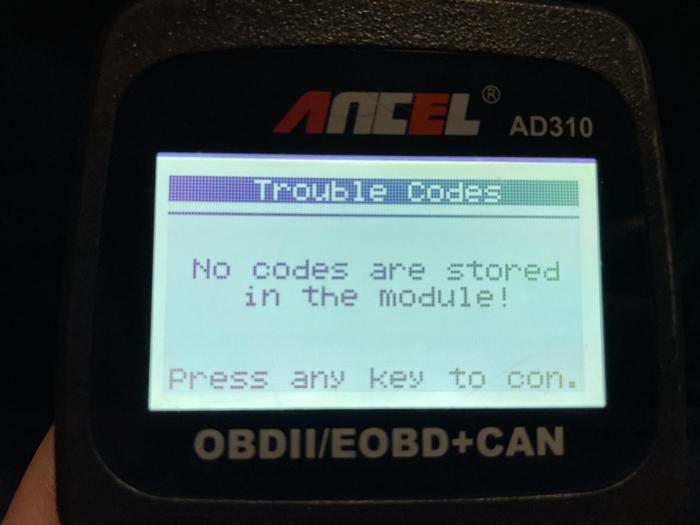 ANCEL® AD310
Trouble Codes
No codes are stored
in the module!
Press any key to con.
OBDII/EOBD+CAN